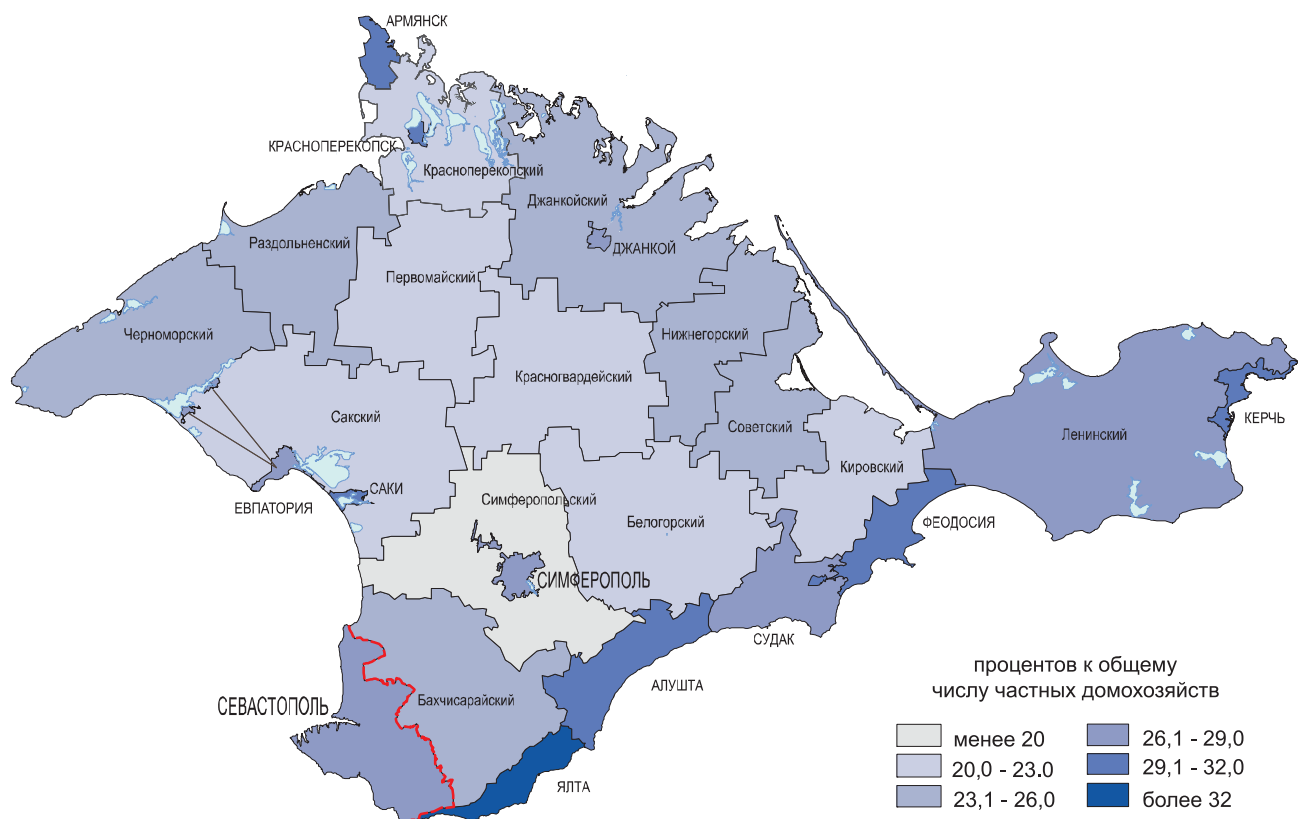 АРМЯНСК
КРАСНОПЕРЕКОПСК
Красноперекопский
Джанкойский
Раздольненский
ДЖАНКОЙ
Первомайский
Черноморский
Нижнегорский
Красногвардейский
Сакский
Советский
Ленинский
КЕРЧЬ
Кировский
САКИ
Симферопольский
ЕВПАТОРИЯ
Белогорский
ФЕОДОСИЯ
СИМФЕРОПОЛЬ
СУДАК
АЛУШТА
Бахчисарайский
СЕВАСТОПОЛЬ
ЯЛТА
процентов к общему
числу частных домохозяйств
менее 20
20,0 - 23.0
23,1 - 26,0
26,1 - 29,0
29,1 - 32,0
более 32